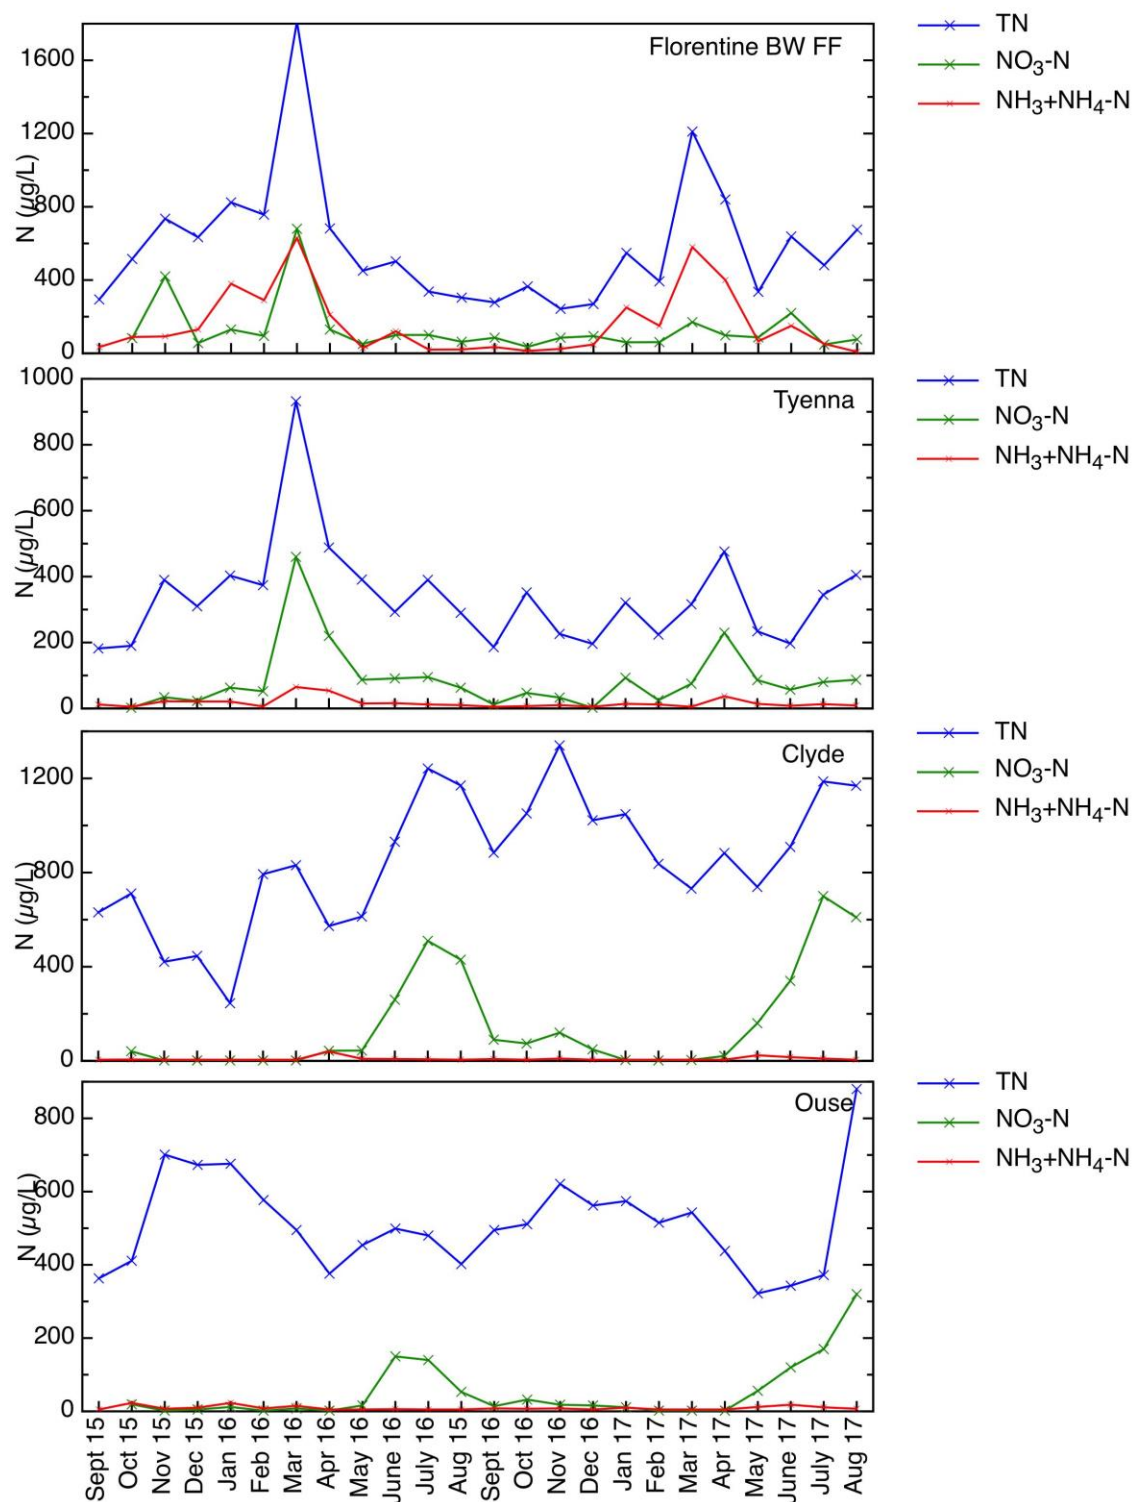 Florentine BW FF
TN
NO3-N
NH3+NH4-N
N (µg/L)
1600
1200
800
400
0
Tyenna
TN
NO3-N
NH3+NH4-N
N (µg/L)
1000
800
600
400
200
0
Clyde
TN
NO3-N
NH3+NH4-N
N (µg/L)
1200
800
400
0
Ouse
TN
NO3-N
NH3+NH4-N
N (µg/L)
800
600
400
200
0
Sept 15
Oct 15
Nov 15
Dec 15
Jan 16
Feb 16
Mar 16
Apr 15
May 16
June 16
July 16
Aug 15
Sept 16
Oct 16
Nov 16
Dec 16
Jan 17
Feb 17
Mar 17
Apr 17
May 17
June 17
July 17
Aug 17